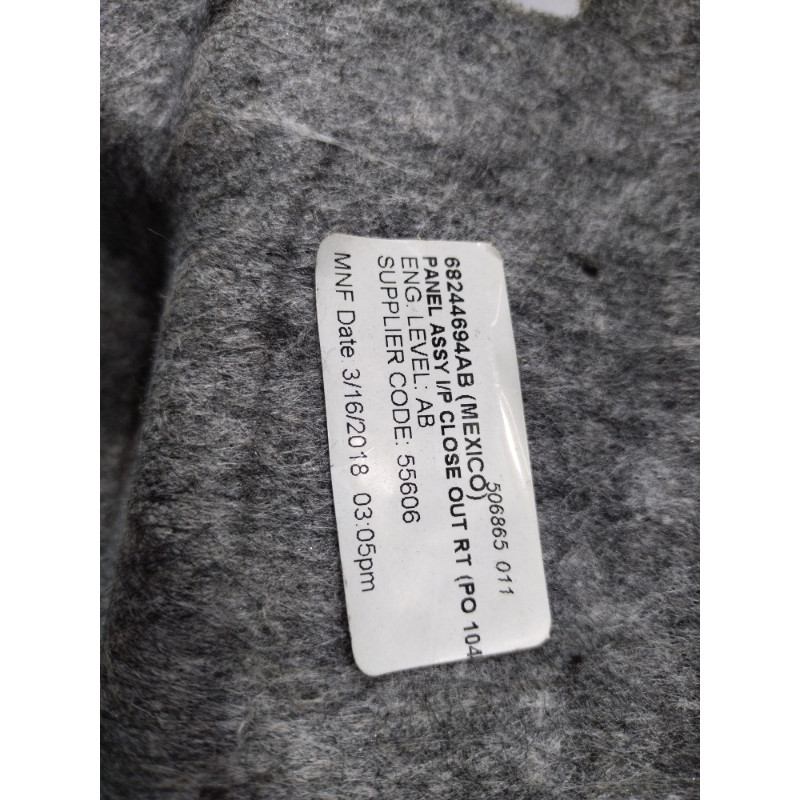 506865 011
68244694AB (MEXICO)
PANEL ASSY I/P CLOSE OUT RT (PO 104
ENG. LEVEL: AB
SUPPLIER CODE: 55606
MNF Date: 3/16/2018 03:05pm